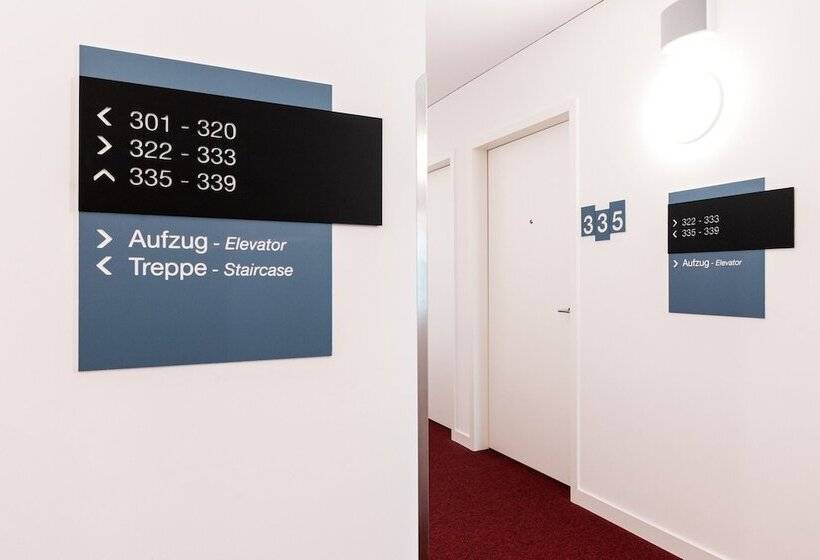 < 301 - 320
> 322 - 333
^ 335 - 339
> Aufzug - Elevator
< Treppe - Staircase
335
> 322 - 333
< 335 - 339
> Aufzug - Elevator